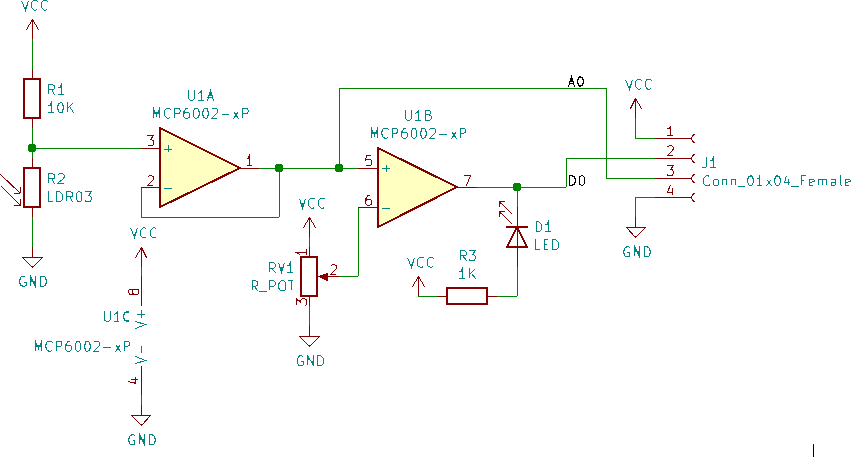 VCC
R1
10K
R2
LDR03
GND
U1A
MCP6002-xP
3
+
2
-
1
VCC
8
V+
U1C
MCP6002-xP
V-
4
GND
U1B
MCP6002-xP
5
+
6
-
7
VCC
1
RV1
R_POT
2
3
GND
VCC
R3
1K
D1
LED
A0
D0
VCC
1
2
3
4
J1
Conn_01x04_Female
GND